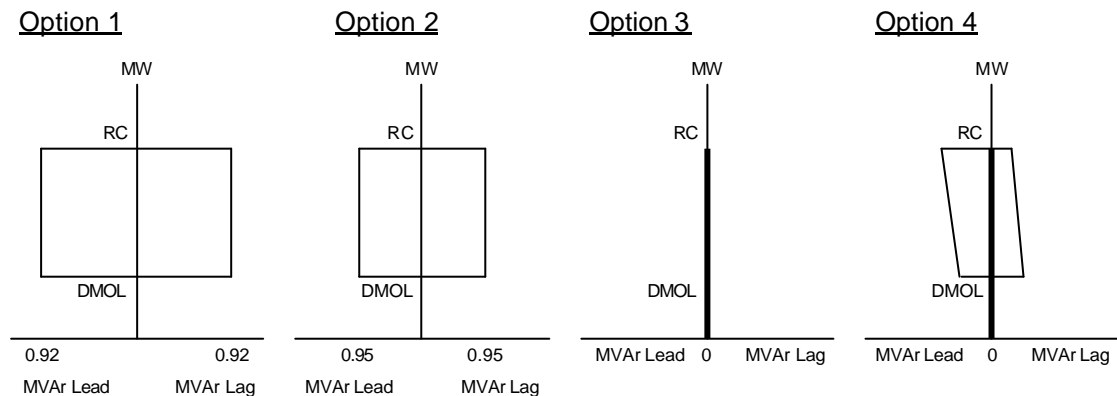 Option 1
MW
RC
DMOL
0.92 0.92
MVAr Lead MVAr Lag
Option 2
MW
RC
DMOL
0.95 0.95
MVAr Lead MVAr Lag
Option 3
MW
RC
DMOL
MVAr Lead 0 MVAr Lag
Option 4
MW
RC
DMOL
MVAr Lead 0 MVAr Lag